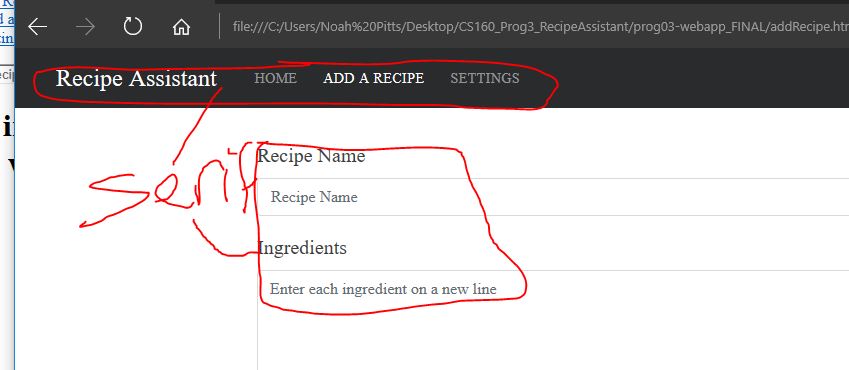 file:///C:/Users/Noah%20Pitts/Desktop/CS160_Prog3_RecipeAssistant/prog03-webapp_FINAL/addRecipe.htm
Recipe Assistant HOME ADD A RECIPE SETTINGS
serif
Recipe Name
Recipe Name
Ingredients
Enter each ingredient on a new line